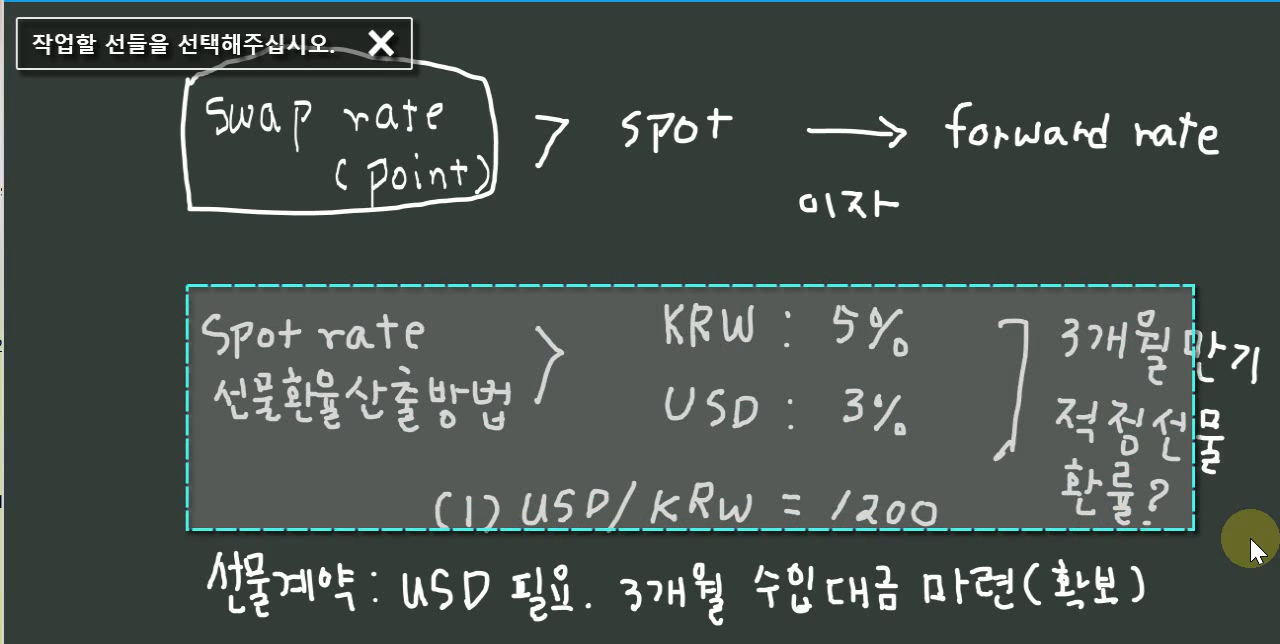 작업할 선들을 선택해주십시오.
swap rate > spot → forward rate
(point) 이자
Spot rate > KRW : 5% 3개월 만기
선물환율산출방법 USD : 3% 적정선물
환률?
(1) USD/KRW = 1200
선물계약 : USD 필요. 3개월 수입대금 마련(확보)